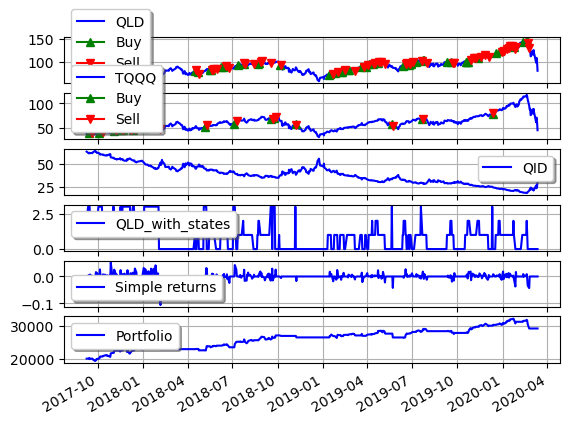 QLD
Buy
Sell
150
100
TQQQ
Buy
Sell
100
50
QID
50
25
QLD_with_states
2.5
0.0
Simple returns
0.0
−0.1
Portfolio
30000
20000
2017-10
2018-01
2018-04
2018-07
2018-10
2019-01
2019-04
2019-07
2019-10
2020-01
2020-04